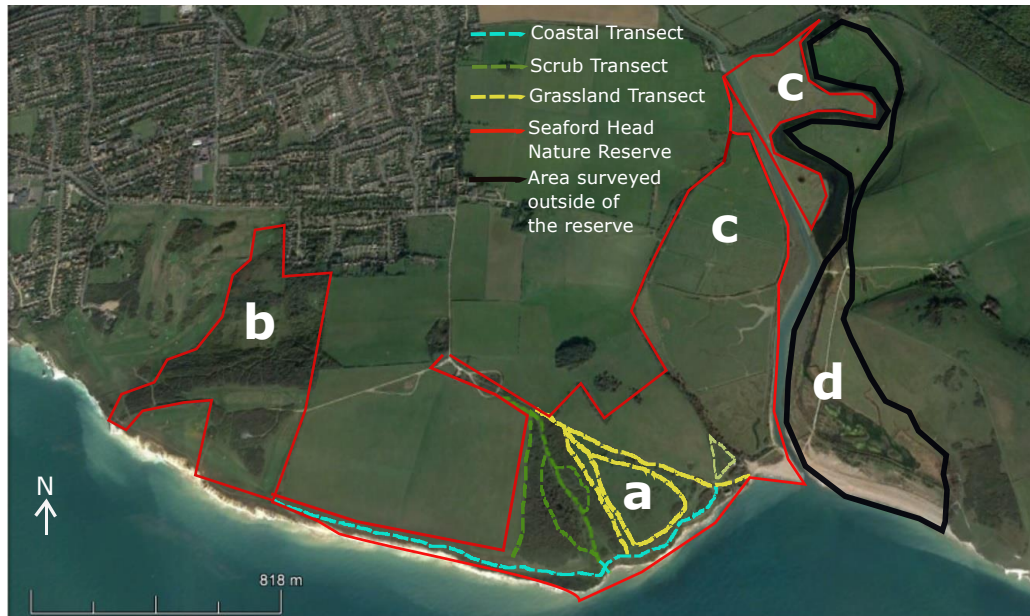 Coastal Transect
Scrub Transect
Grassland Transect
Seaford Head
Nature Reserve
Area surveyed
outside of
the reserve
c
c
b
d
a
N
818 m